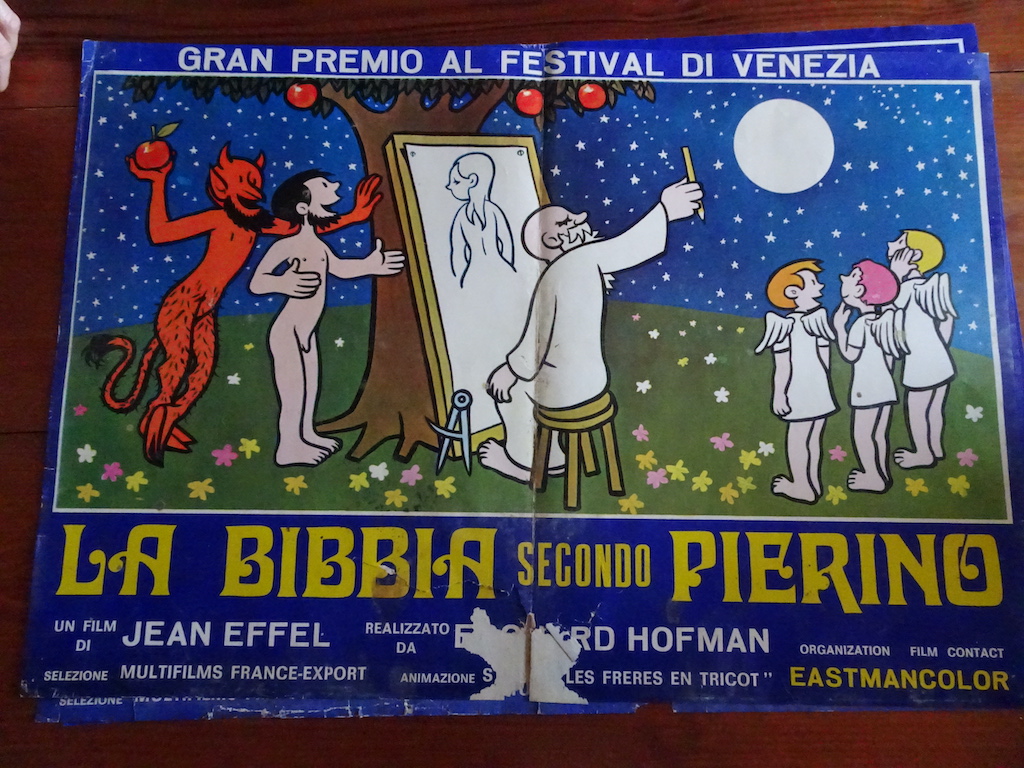 GRAN PREMIO AL FESTIVAL DI VENEZIA
LA BIBBIA SECONDO PIERINO
UN FILM DI JEAN EFFEL
REALIZZATO DA HOFMAN
SELEZIONE MULTIFILMS FRANCE-EXPORT
ANIMAZIONE LES FRERES EN TRICOT"
ORGANIZATION FILM CONTACT
EASTMANCOLOR
SELEZIONE